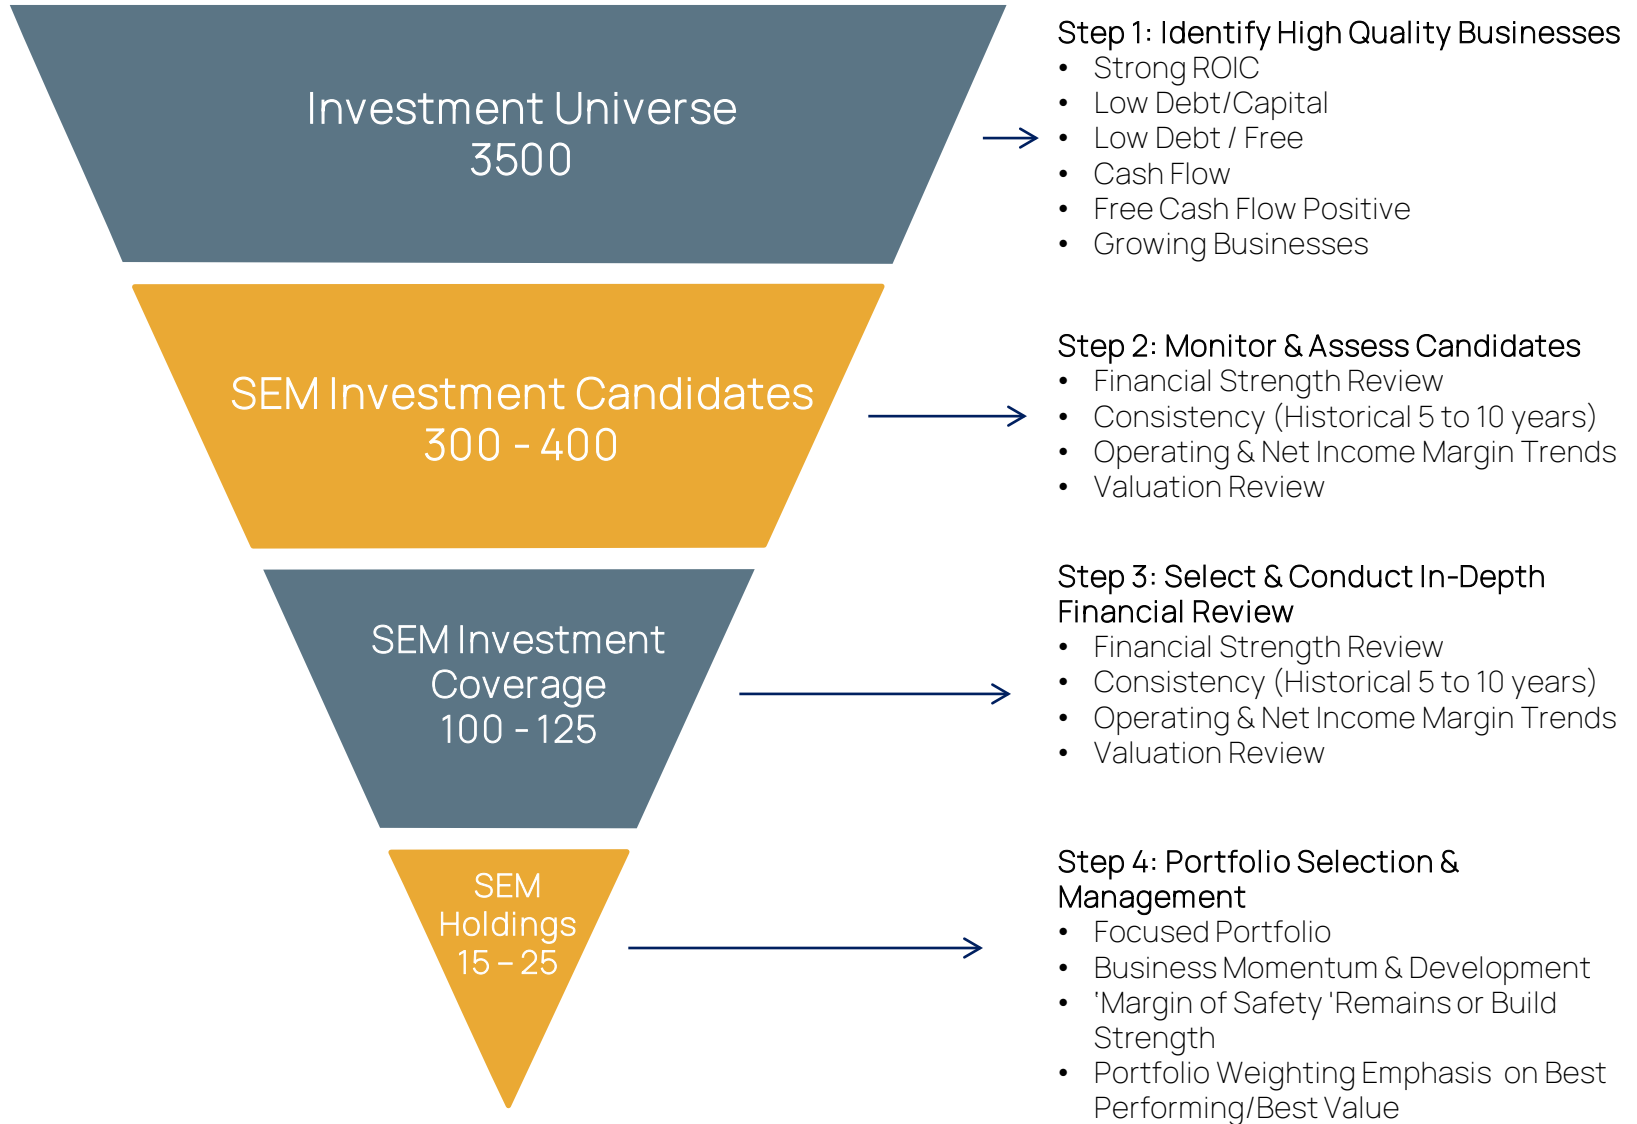 Investment Universe
3500
Step 1: Identify High Quality Businesses
• Strong ROIC
• Low Debt/Capital
• Low Debt / Free
• Cash Flow
• Free Cash Flow Positive
• Growing Businesses
SEM Investment Candidates
300 - 400
Step 2: Monitor & Assess Candidates
• Financial Strength Review
• Consistency (Historical 5 to 10 years)
• Operating & Net Income Margin Trends
• Valuation Review
SEM Investment
Coverage
100 - 125
Step 3: Select & Conduct In-Depth
Financial Review
• Financial Strength Review
• Consistency (Historical 5 to 10 years)
• Operating & Net Income Margin Trends
• Valuation Review
SEM
Holdings
15 – 25
Step 4: Portfolio Selection &
Management
• Focused Portfolio
• Business Momentum & Development
• 'Margin of Safety 'Remains or Build
Strength
• Portfolio Weighting Emphasis on Best
Performing/Best Value